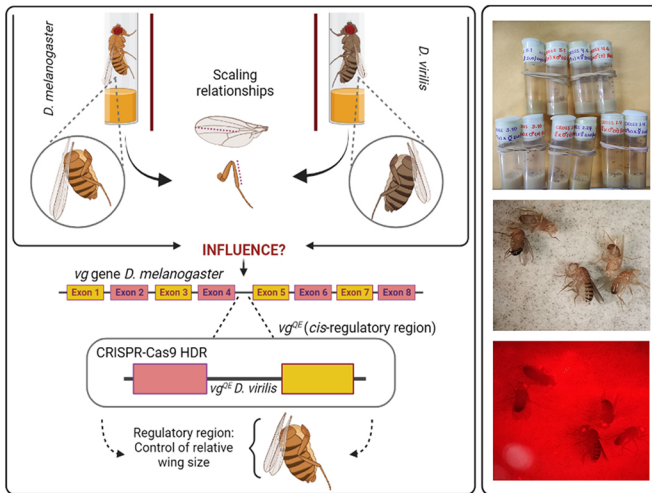 D. melanogaster
Scaling
relationships
D. virilis
INFLUENCE?
vg gene D. melanogaster
Exon 1 Exon 2 Exon 3 Exon 4 Exon 5 Exon 6 Exon 7 Exon 8
vgQE (cis-regulatory region)
CRISPR-Cas9 HDR
vgQE D. virilis
Regulatory region:
Control of relative
wing size